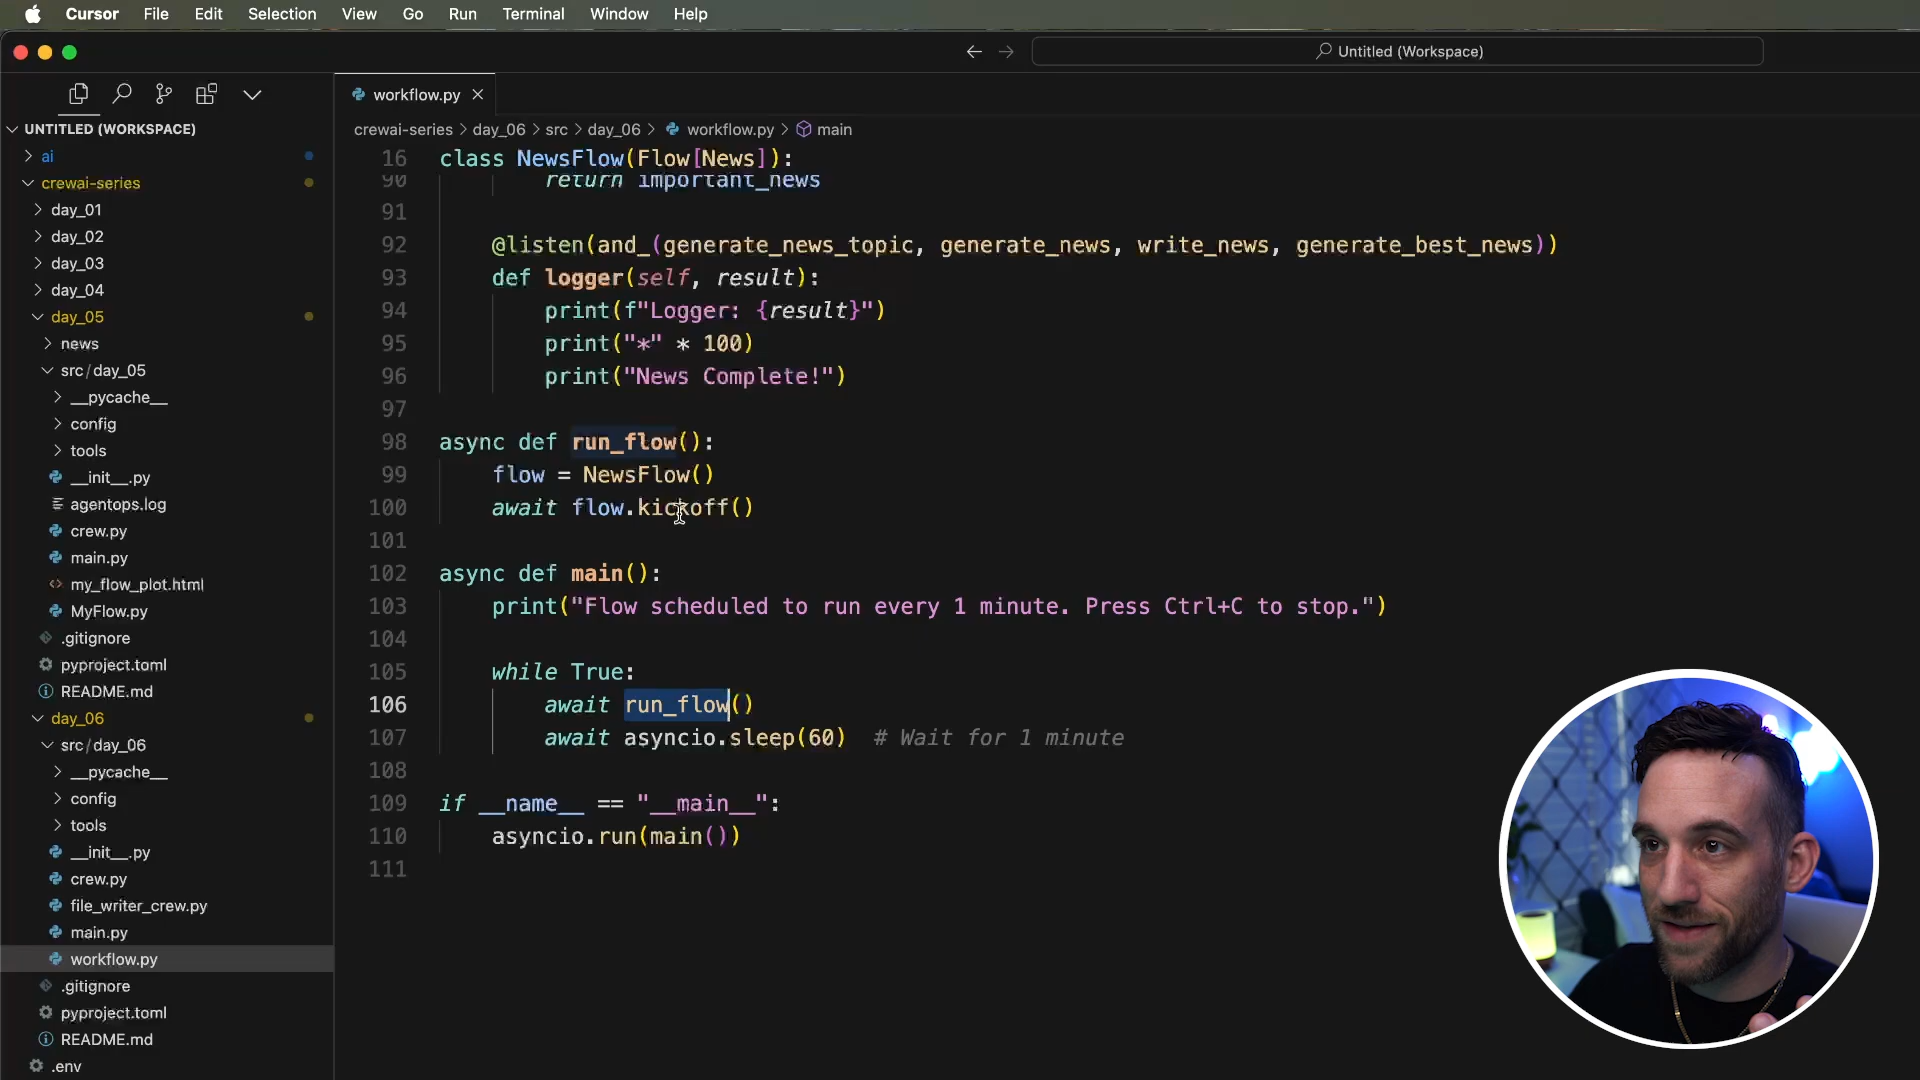 Cursor File Edit Selection View Go Run Terminal Window Help
Untitled (Workspace)
workflow.py
UNTITLED (WORKSPACE)
ai
crewai-series
day_01
day_02
day_03
day_04
day_05
news
src/day_05
__pycache__
config
tools
__init__.py
agentops.log
crew.py
main.py
my_flow_plot.html
MyFlow.py
.gitignore
pyproject.toml
README.md
day_06
src/day_06
__pycache__
config
tools
__init__.py
crew.py
file_writer_crew.py
main.py
workflow.py
.gitignore
pyproject.toml
README.md
.env
crewai-series > day_06 > src > day_06 > workflow.py > main
16 class NewsFlow(Flow[News]):
90 return important_news
91
92 @listen(and_(generate_news_topic, generate_news, write_news, generate_best_news))
93 def logger(self, result):
94 print(f"Logger: {result}")
95 print("*" * 100)
96 print("News Complete!")
97
98 async def run_flow():
99 flow = NewsFlow()
100 await flow.kickoff()
101
102 async def main():
103 print("Flow scheduled to run every 1 minute. Press Ctrl+C to stop.")
104
105 while True:
106 await run_flow()
107 await asyncio.sleep(60) # Wait for 1 minute
108
109 if __name__ == "__main__":
110 asyncio.run(main())
111